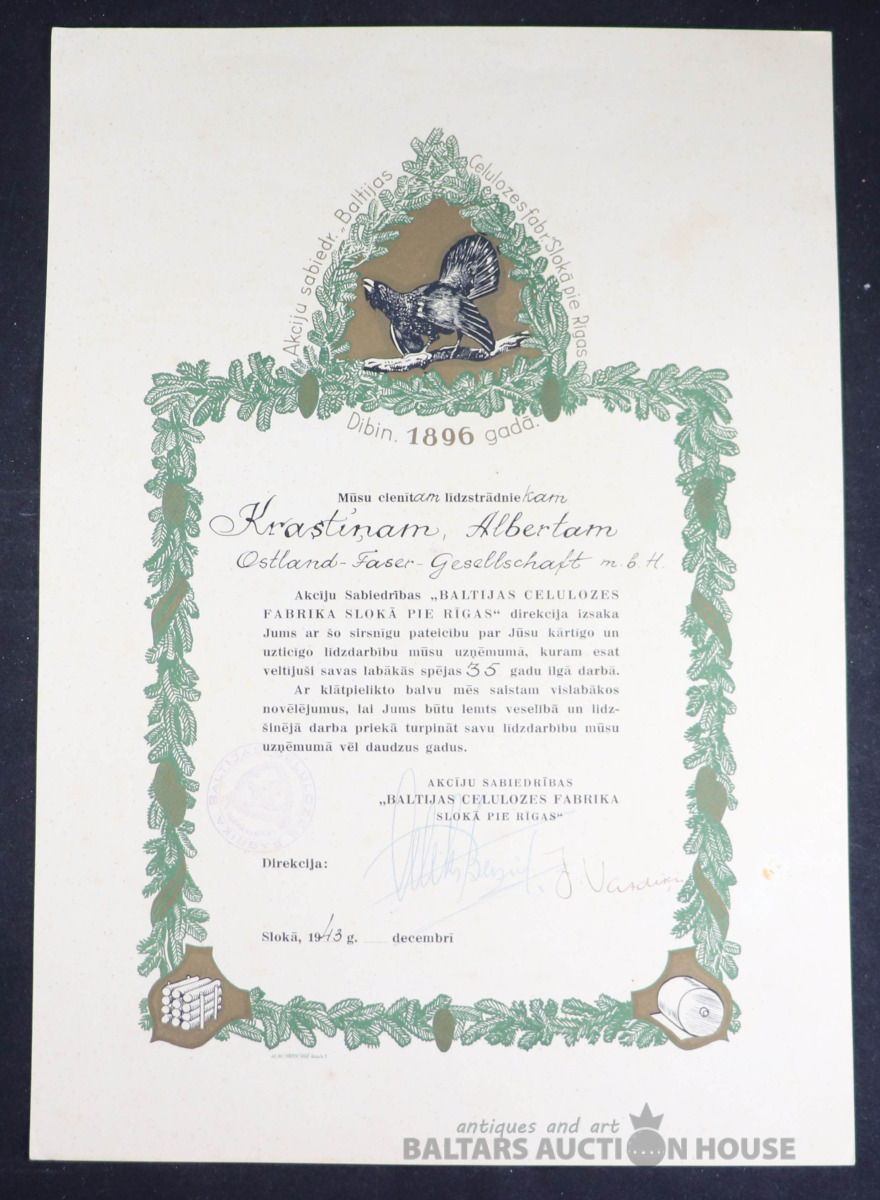 Akciju sabiedr. „Baltijas
Celulozesfabr. Slokā pie Rīgas
Dibin. 1896 gadā.
Mūsu cienītam līdzstrādniekam
Krastiņam, Albertam
Ostland-Faser-Gesellschaft m.b.H.
Akciju Sabiedrības „BALTIJAS CELULOZES
FABRIKA SLOKĀ PIE RĪGAS“ direkcija izsaka
Jums ar šo sirsnīgu pateicību par Jūsu kārtīgo un
uzticīgo līdzdarbību mūsu uzņēmumā, kuram esat
veltījuši savas labākās spējas 35 gadu ilgā darbā.
Ar klātpielikto balvu mēs saistam vislabākos
novēlējumus, lai Jums būtu lemts veselībā un līdz-
šinējā darba priekā turpināt savu līdzdarbību mūsu
uzņēmumā vēl daudzus gadus.
AKCIJU SABIEDRĪBAS
„BALTIJAS CELULOZES FABRIKA
SLOKĀ PIE RĪGAS“
Direkcija:
Slokā, 1943 g. decembrī
antiques and art
BALTARS AUCTION HOUSE